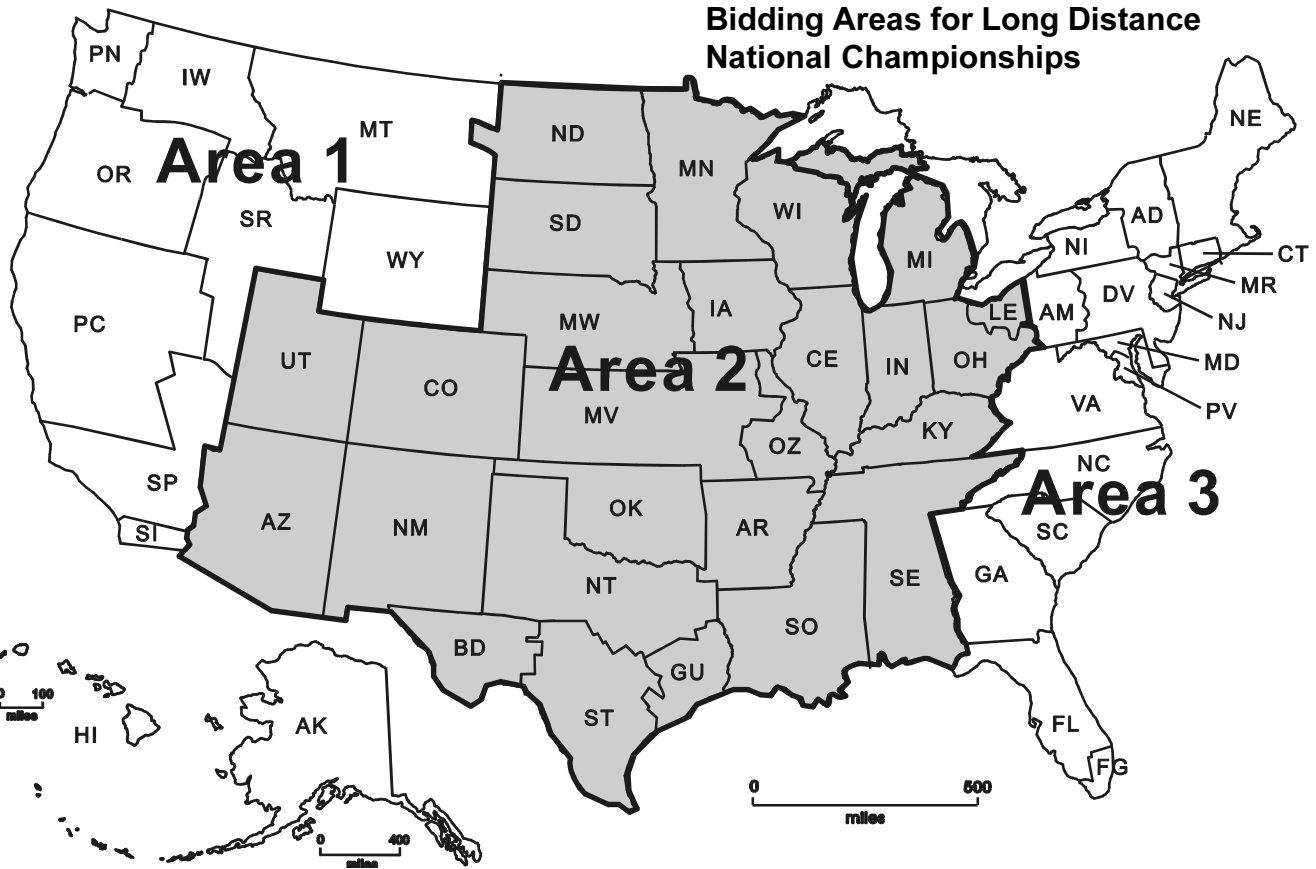 Bidding Areas for Long Distance
National Championships
PN
IW
MT
OR
Area 1
SR
WY
PC
SP
SI
ND
MN
SD
WI
MI
MW
IA
UT
CO
Area 2
CE
IN
OH
LE
MV
OZ
KY
AZ
NM
OK
AR
NT
SE
SO
BD
GU
ST
NE
AD
NI
CT
MR
AM
DV
NJ
MD
PV
VA
NC
Area 3
SC
GA
FL
FG
0 100
miles
HI
AK
0 400
miles
0 500
miles